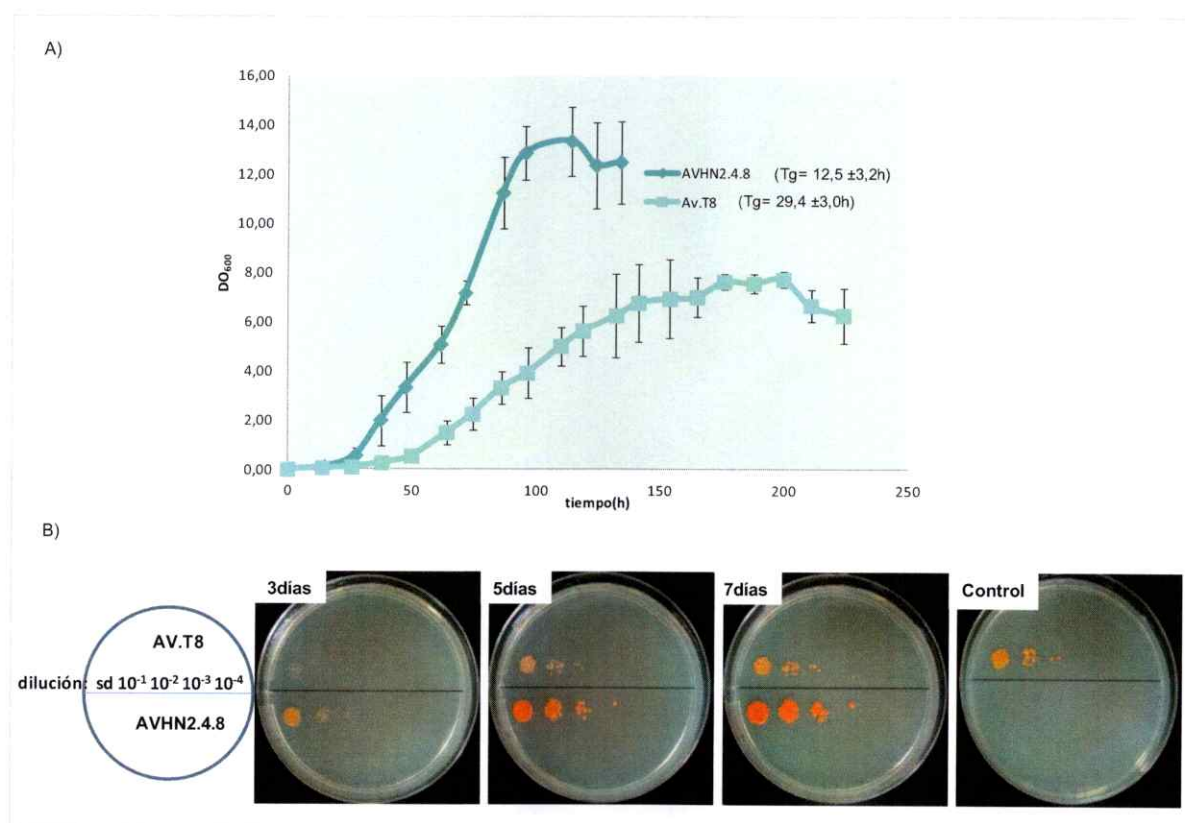 A)
16,00
14,00
12,00
10,00
8,00
6,00
4,00
2,00
0,00
DO600
AVHN2.4.8 (Tg= 12,5 ±3,2h)
Av.T8 (Tg= 29,4 ±3,0h)
0 50 100 150 200 250
tiempo(h)
B)
3días 5días 7días Control
AV.T8
dilución: sd 10⁻¹ 10⁻² 10⁻³ 10⁻⁴
AVHN2.4.8